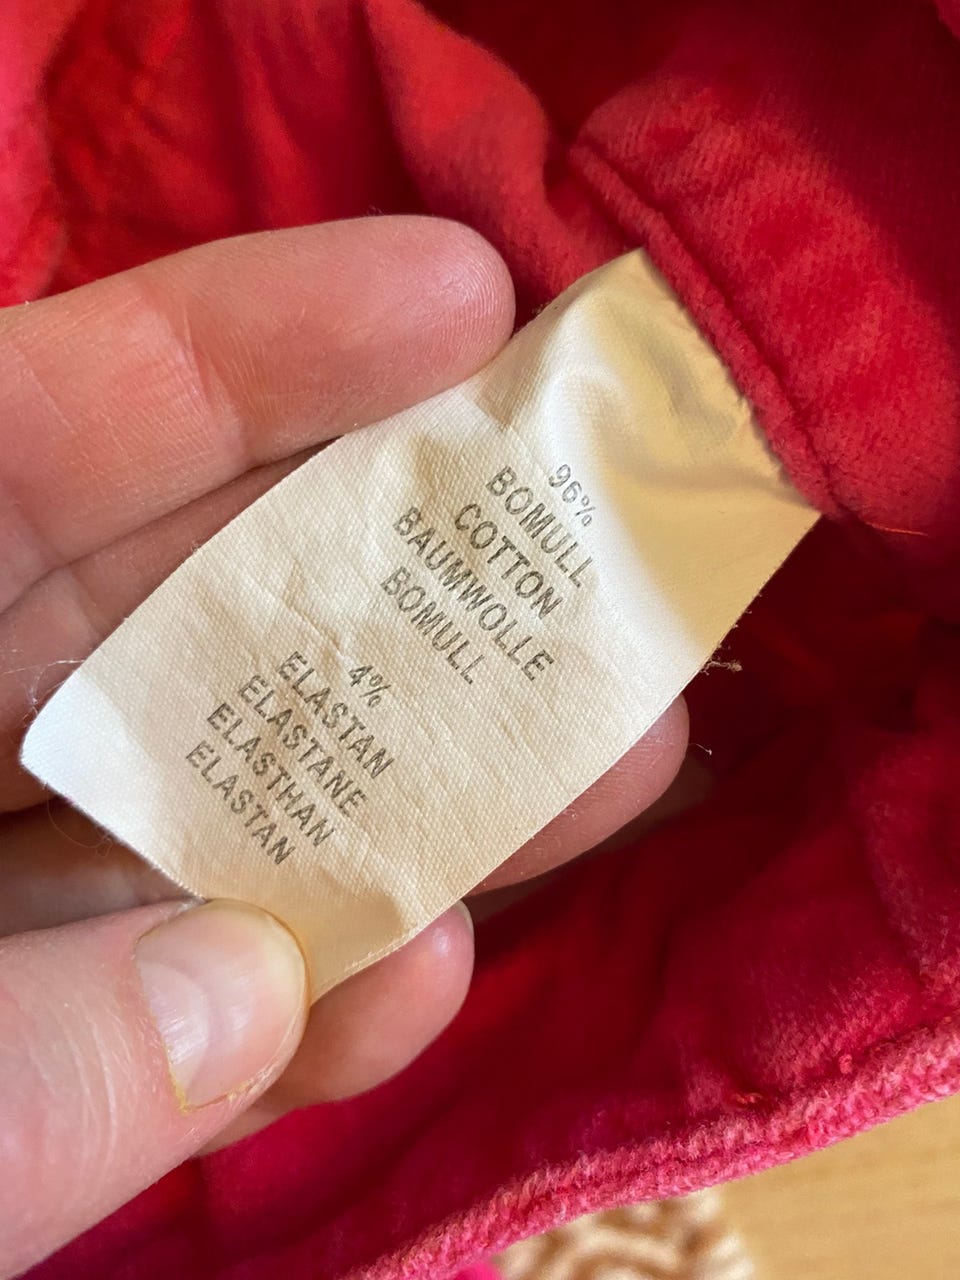 96%
BOMULL
COTTON
BAUMWOLLE
BOMULL
4%
ELASTAN
ELASTANE
ELASTHAN
ELASTAN